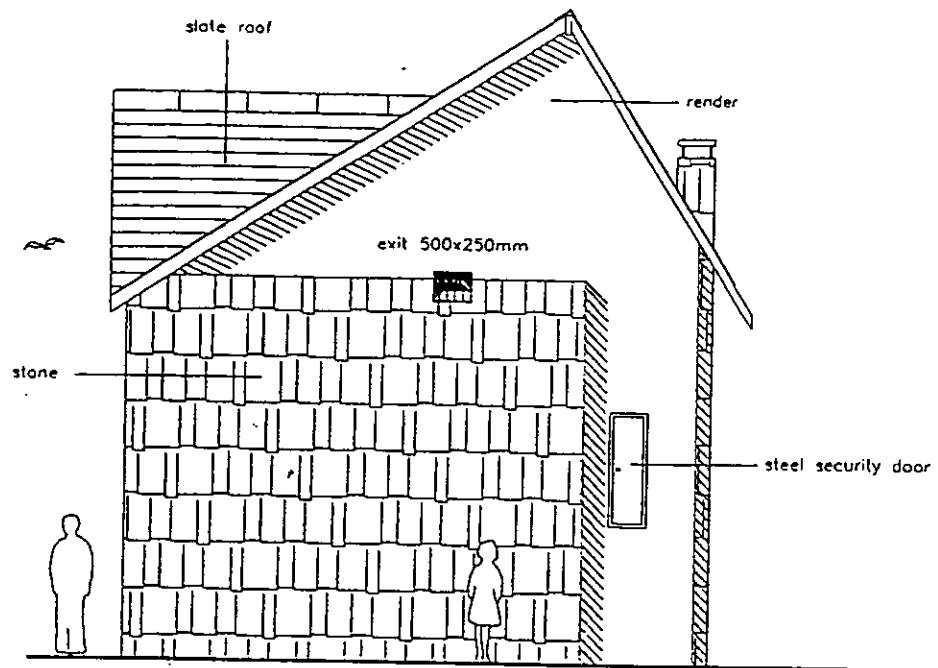 slate roof
render
exit 500x250mm
stone
steel security door